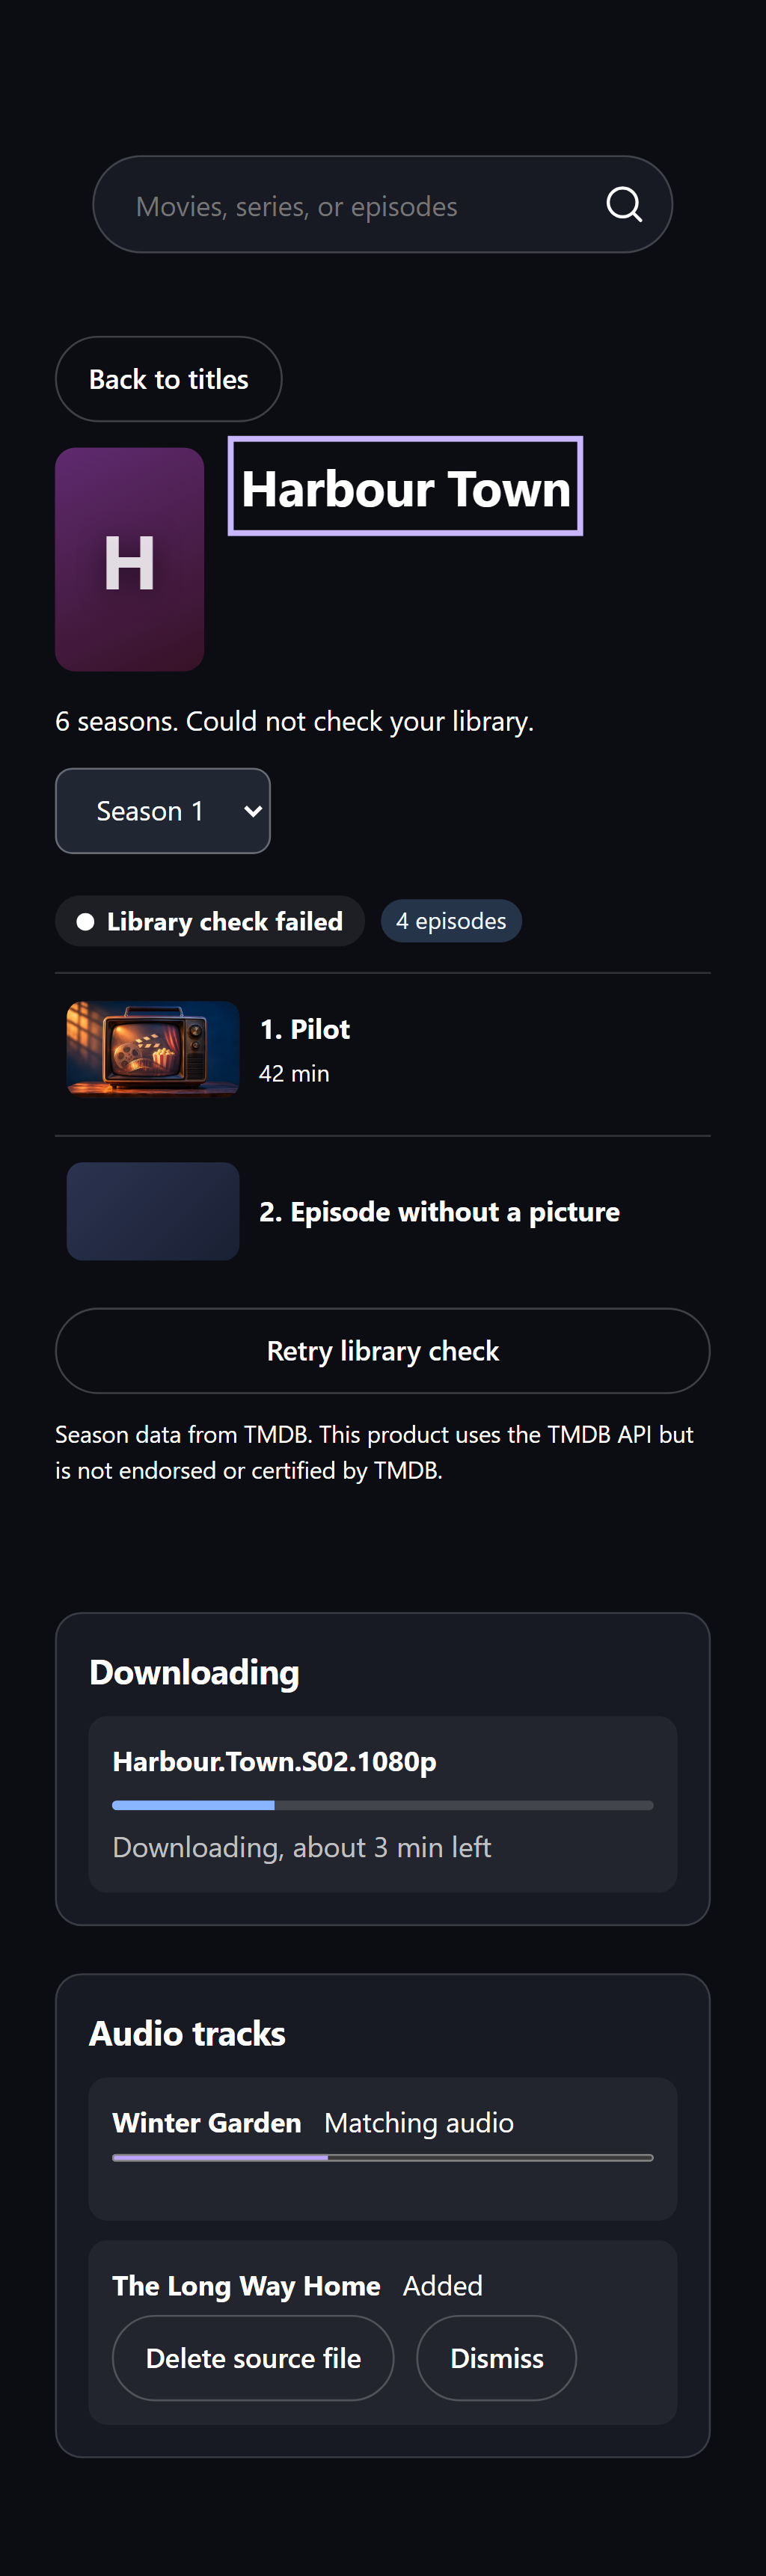 Movies, series, or episodes
Back to titles
Harbour Town
H
6 seasons. Could not check your library.
Season 1
Library check failed
4 episodes
1. Pilot
42 min
2. Episode without a picture
Retry library check
Season data from TMDB. This product uses the TMDB API but
is not endorsed or certified by TMDB.
Downloading
Harbour.Town.S02.1080p
Downloading, about 3 min left
Audio tracks
Winter Garden Matching audio
The Long Way Home Added
Delete source file
Dismiss